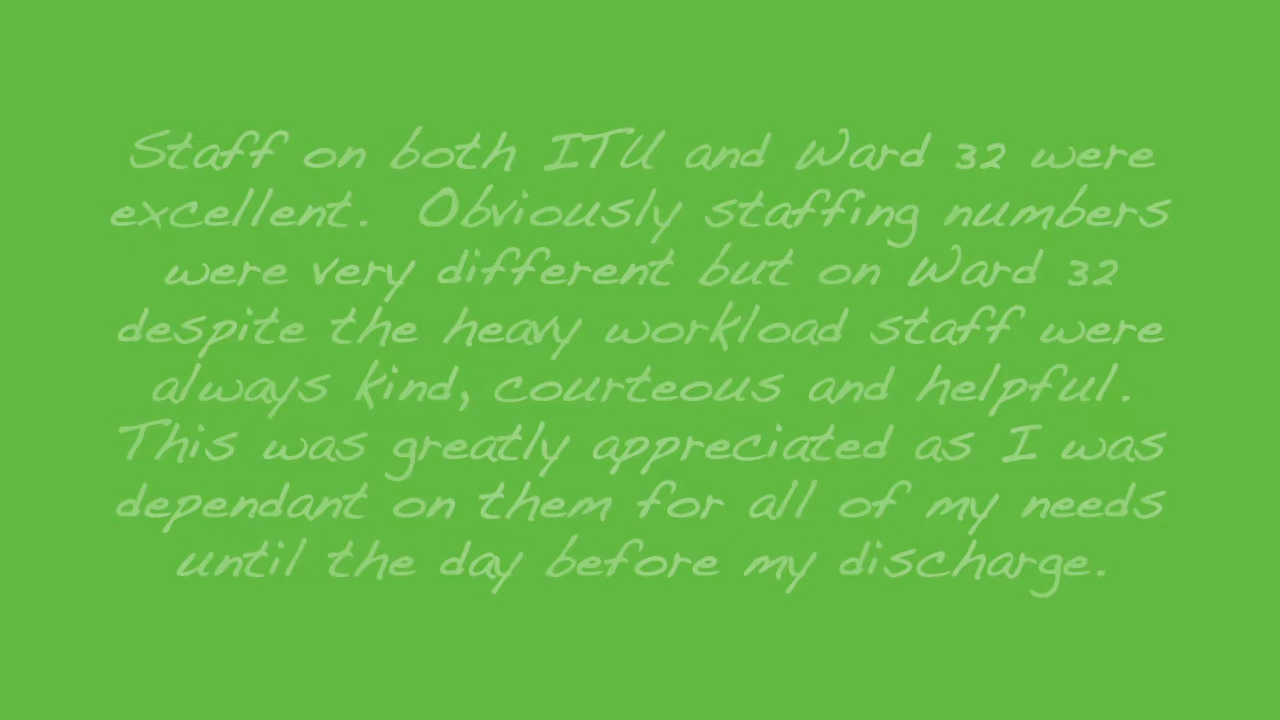 Staff on both ITU and Ward 32 were
excellent. Obviously staffing numbers
were very different but on Ward 32
despite the heavy workload staff were
always kind, courteous and helpful.
This was greatly appreciated as I was
dependant on them for all of my needs
until the day before my discharge.